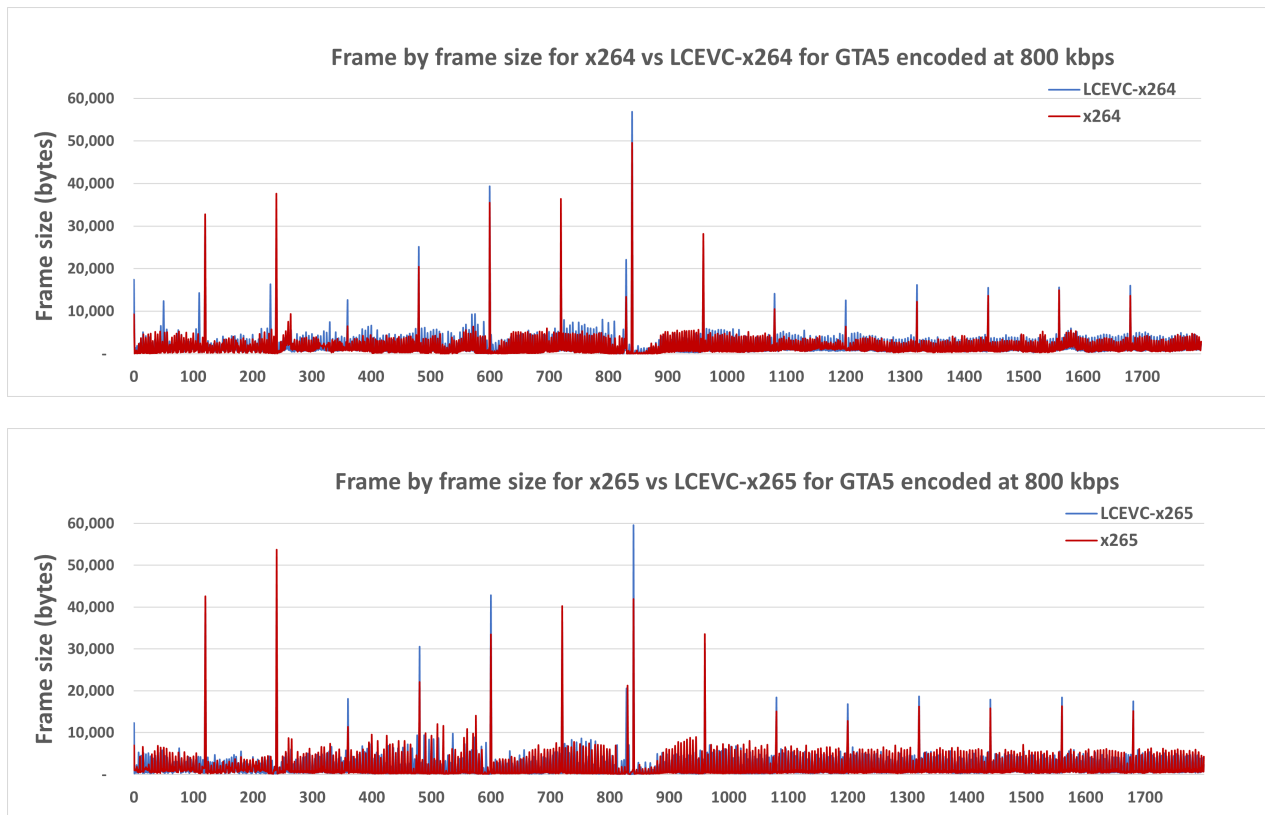 Frame by frame size for x264 vs LCEVC-x264 for GTA5 encoded at 800 kbps
LCEVC-x264
x264
Frame size (bytes)
60,000
50,000
40,000
30,000
20,000
10,000
-
0 100 200 300 400 500 600 700 800 900 1000 1100 1200 1300 1400 1500 1600 1700
Frame by frame size for x265 vs LCEVC-x265 for GTA5 encoded at 800 kbps
LCEVC-x265
x265
Frame size (bytes)
60,000
50,000
40,000
30,000
20,000
10,000
-
0 100 200 300 400 500 600 700 800 900 1000 1100 1200 1300 1400 1500 1600 1700